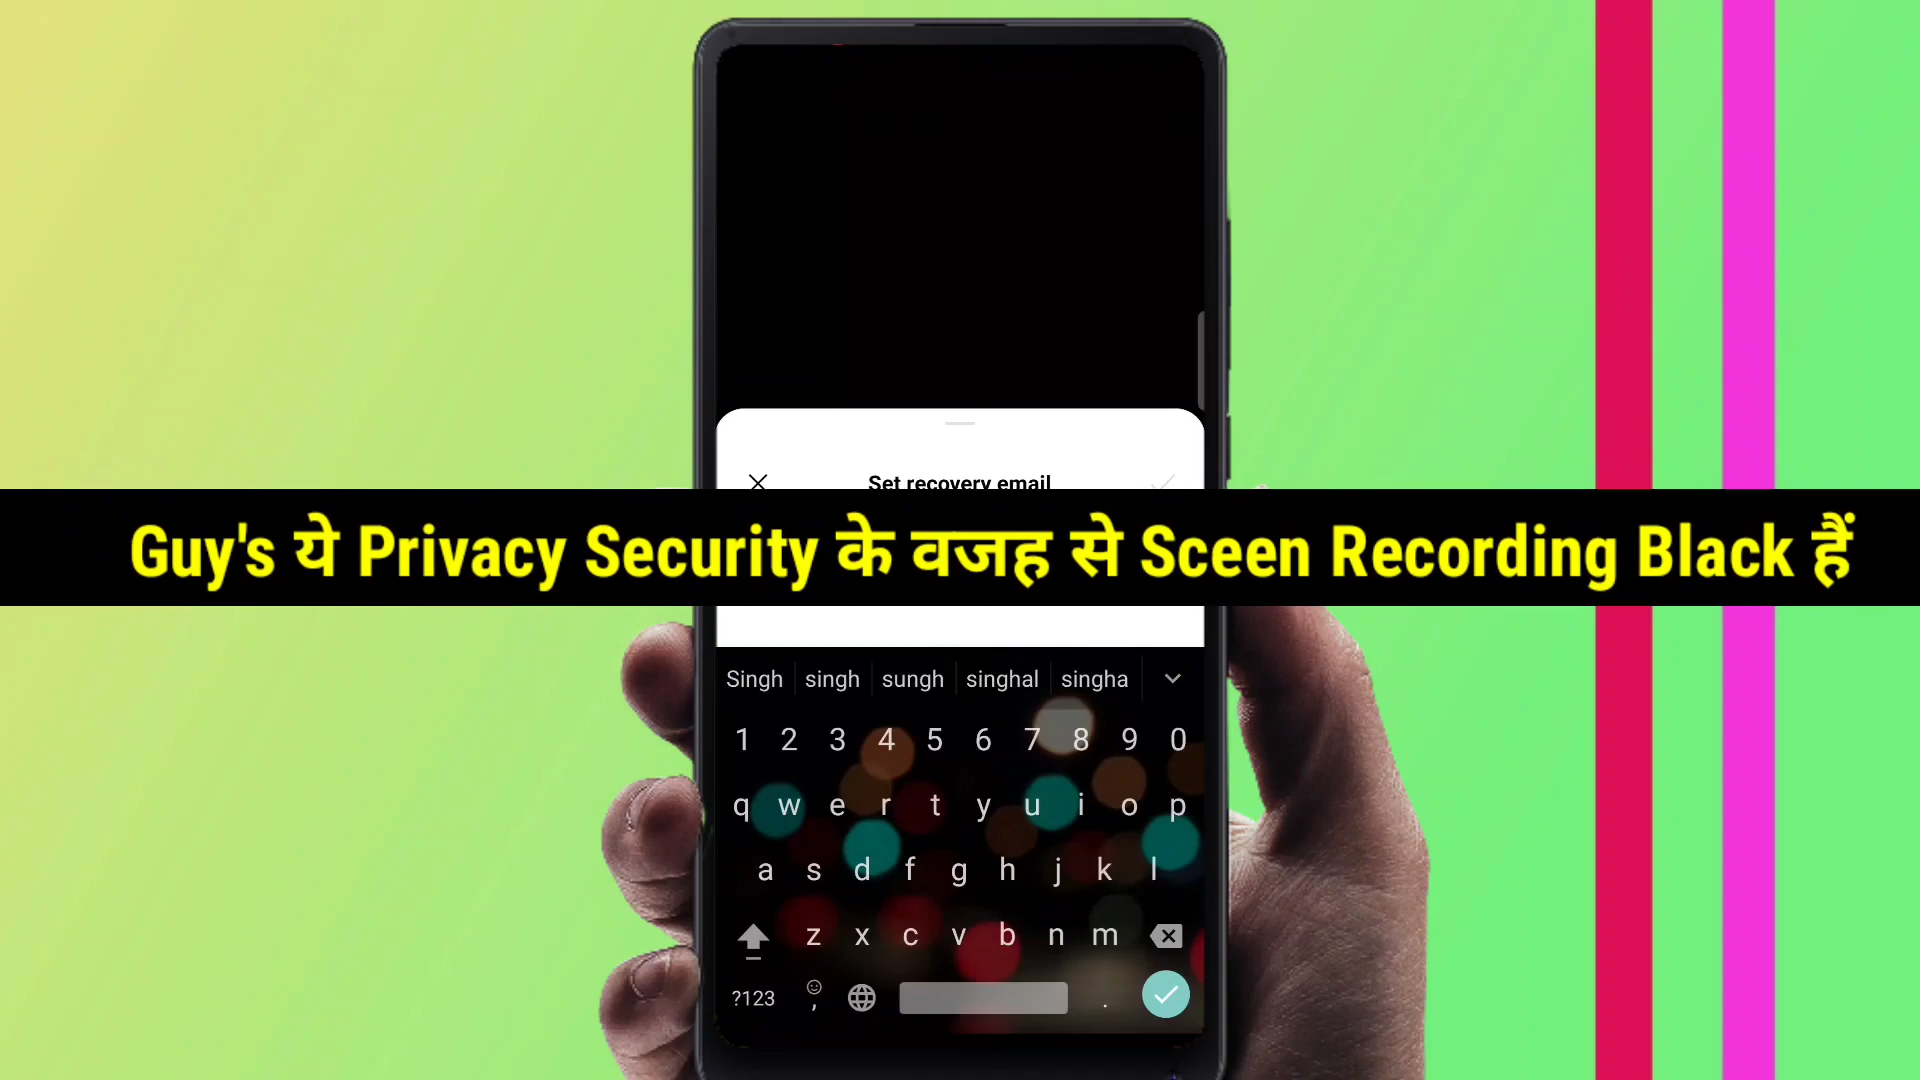 Set recovery email
Guy's ये Privacy Security के वजह से Sceen Recording Black हैं
Singh singh sungh singhal singha
1 2 3 4 5 6 7 8 9 0
q w e r t y u i o p
a s d f g h j k l
z x c v b n m
?123 , .